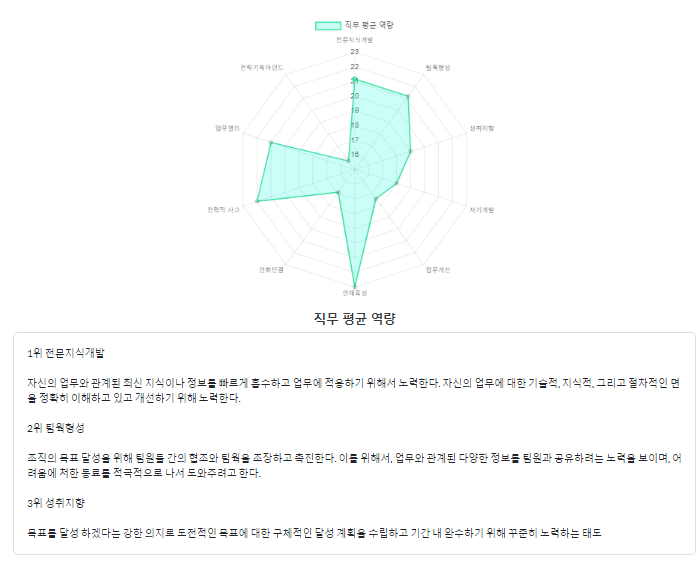 직무 평균 역량
전문지식개발
23
팀웍형성
전략기획마인드
22
21
20
19
성취지향
업무명의
18
17
16
전략적 사고
자기개발
인화단결
업무개선
인재육성
직무 평균 역량
1위 전문지식개발
자신의 업무와 관계된 최신 지식이나 정보를 빠르게 흡수하고 업무에 적용하기 위해서 노력한다. 자신의 업무에 대한 기술적, 지식적, 그리고 절차적인 면
을 정확히 이해하고 있고 개선하기 위해 노력한다.
2위 팀웍형성
조직의 목표 달성을 위해 팀원들 간의 협조와 팀웍을 조장하고 촉진한다. 이를 위해서, 업무와 관계된 다양한 정보를 팀원과 공유하려는 노력을 보이며, 어
려움에 처한 동료를 적극적으로 나서 도와주려고 한다.
3위 성취지향
목표를 달성 하겠다는 강한 의지로 도전적인 목표에 대한 구체적인 달성 계획을 수립하고 기간 내 완수하기 위해 꾸준히 노력하는 태도